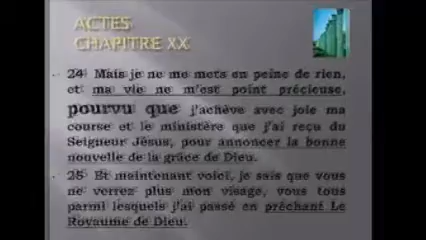 ACTES
CHAPITRE XX
24 Mais je ne me mets en peine de rien,
et ma vie ne m'est point précieuse,
pourvu que j'achève avec joie ma
course et le ministère que j'ai reçu du
Seigneur Jésus, pour annoncer la bonne
nouvelle de la grâce de Dieu.
25 Et maintenant voici, je sais que vous
ne verrez plus mon visage, vous tous
parmi lesquels j'ai passé en prêchant Le
Royaume de Dieu.